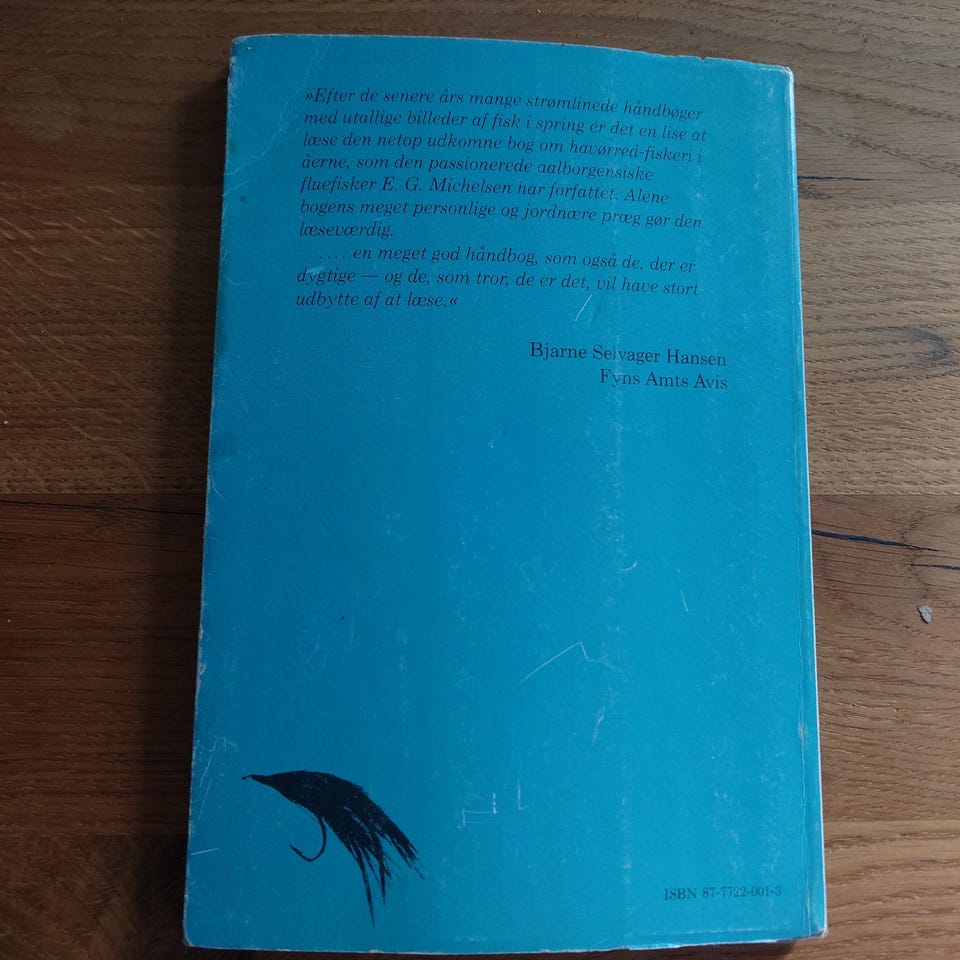 »Efter de senere års mange strømlinede håndbøger
med utallige billeder af fisk i spring er det en lise at
læse den netop udkomne bog om havørred-fiskeri i
åerne, som den passionerede aalborgensiske
fluefisker E. G. Michelsen har forfattet. Alene
bogens meget personlige og jordnære præg gør den
læseværdig.
.... en meget god håndbog, som også de, der er
dygtige — og de, som tror, de er det, vil have stort
udbytte af at læse.«
Bjarne Selvager Hansen
Fyns Amts Avis
ISBN 87-7722-001-3